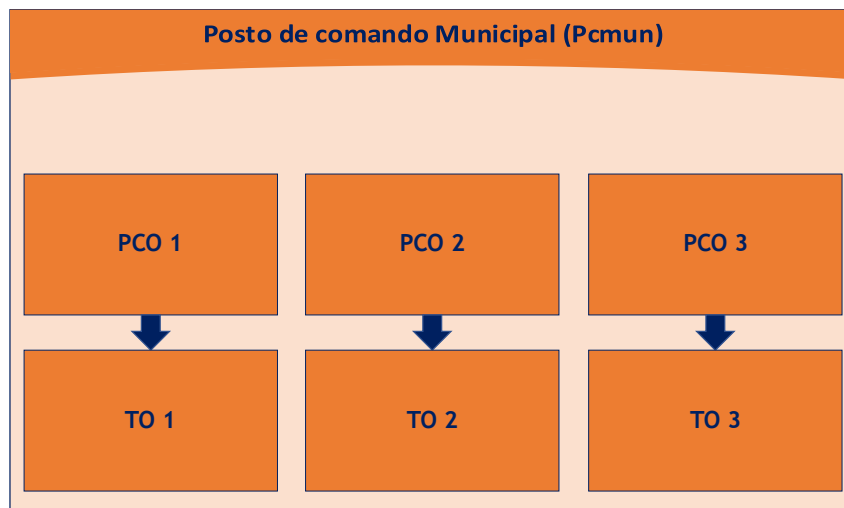 Posto de comando Municipal (Pcmun)
PCO 1
PCO 2
PCO 3
TO 1
TO 2
TO 3